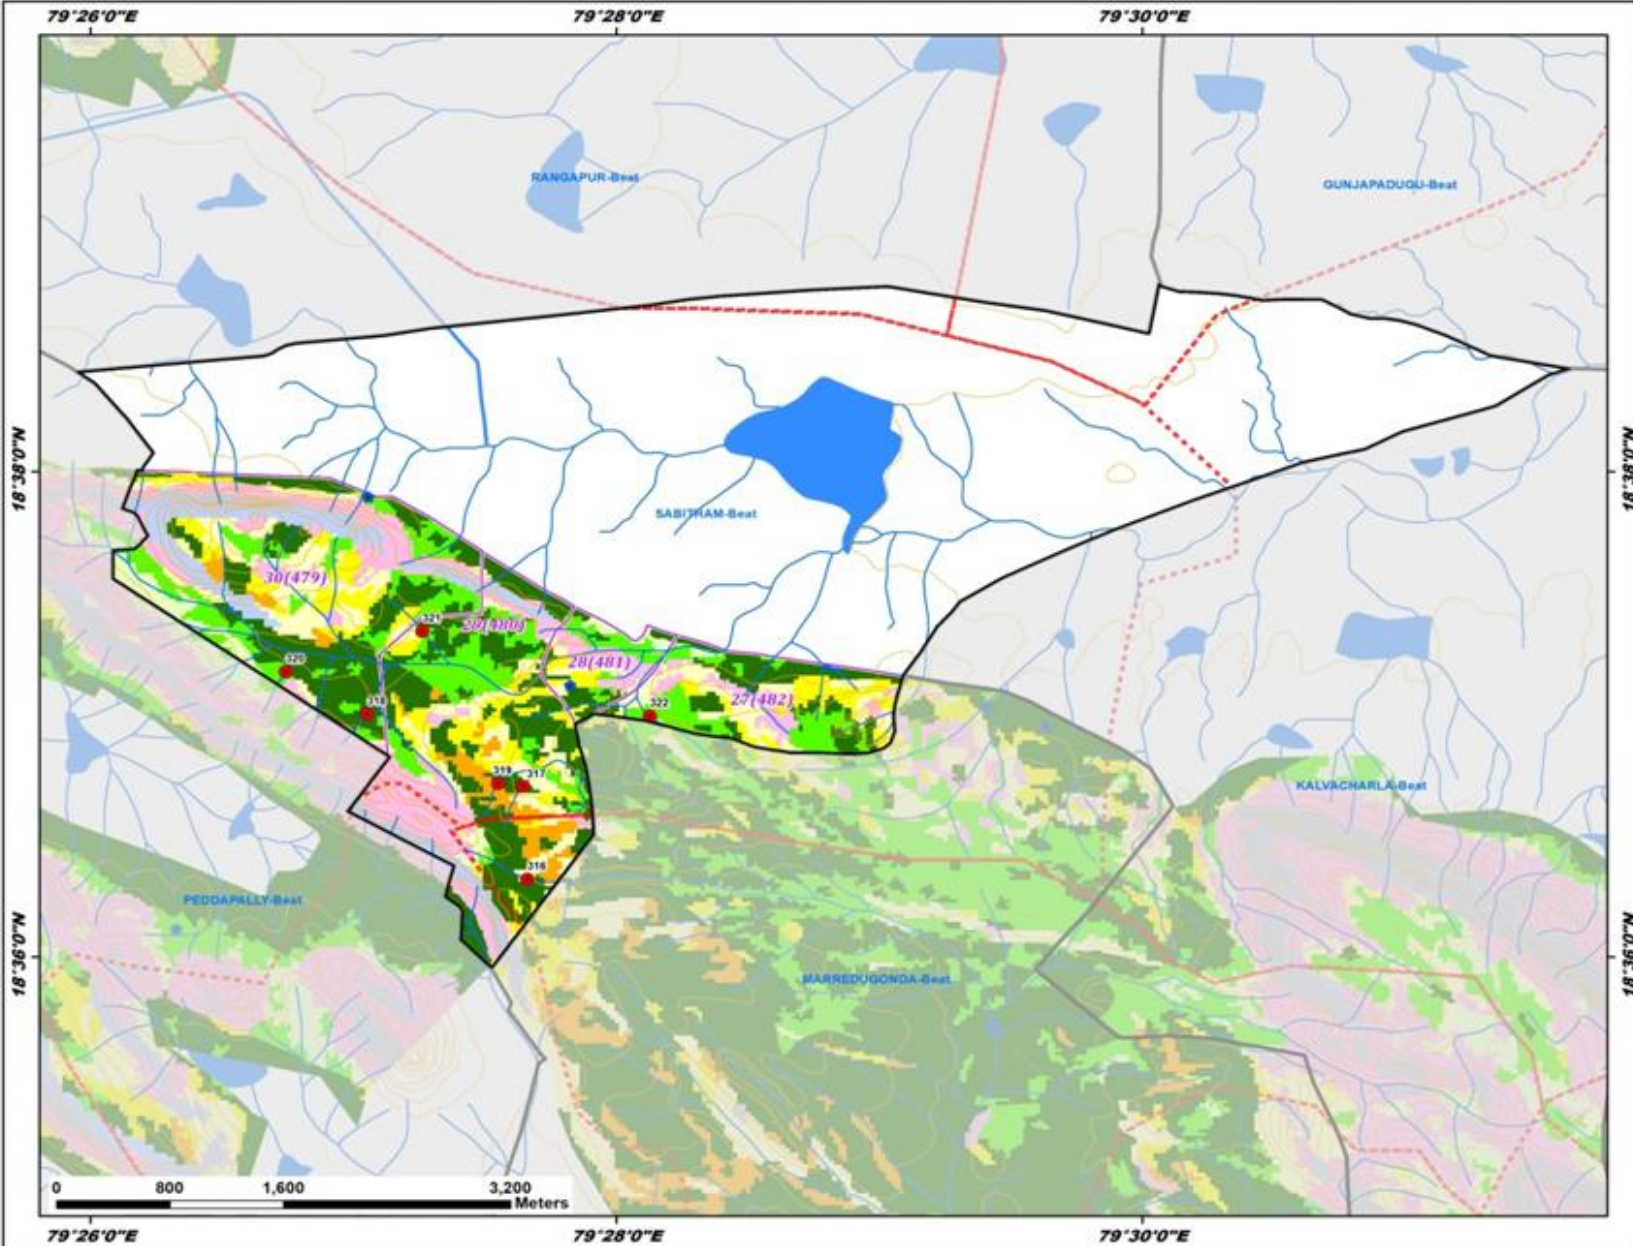 79°26'0"E 79°28'0"E 79°30'0"E
RANGAPUR-Beat
GUNJAPADUGU-Beat
18°38'0"N
18°38'0"N
SABITHAM-Beat
30(479)
321
29(480)
28(481)
320
27(482)
318
322
319
317
KALVACHARLA-Beat
316
PEDDAPALLY-Beat
18°36'0"N
18°36'0"N
MARREDUGONDA-Beat
0 800 1,600 3,200
Meters
79°26'0"E 79°28'0"E 79°30'0"E